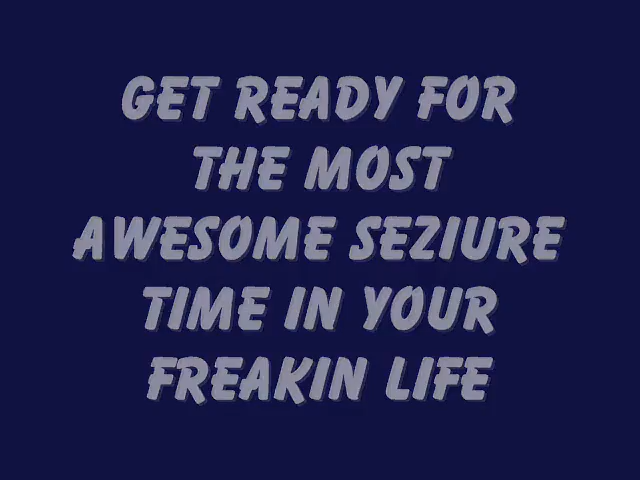 GET READY FOR
THE MOST
AWESOME SEZIURE
TIME IN YOUR
FREAKIN LIFE